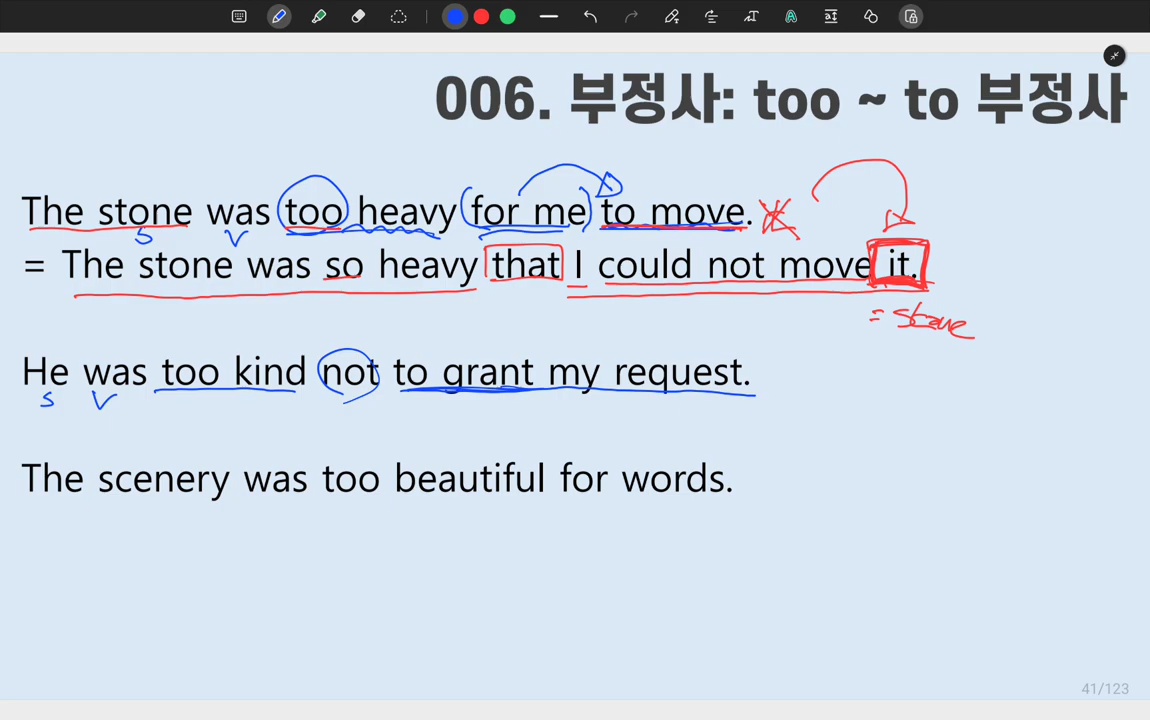 006. 부정사: too ~ to 부정사
The stone was too heavy (for me) to move.
S V
= The stone was so heavy that I could not move it.
= stone
He was too kind not to grant my request.
S V
The scenery was too beautiful for words.
41/123